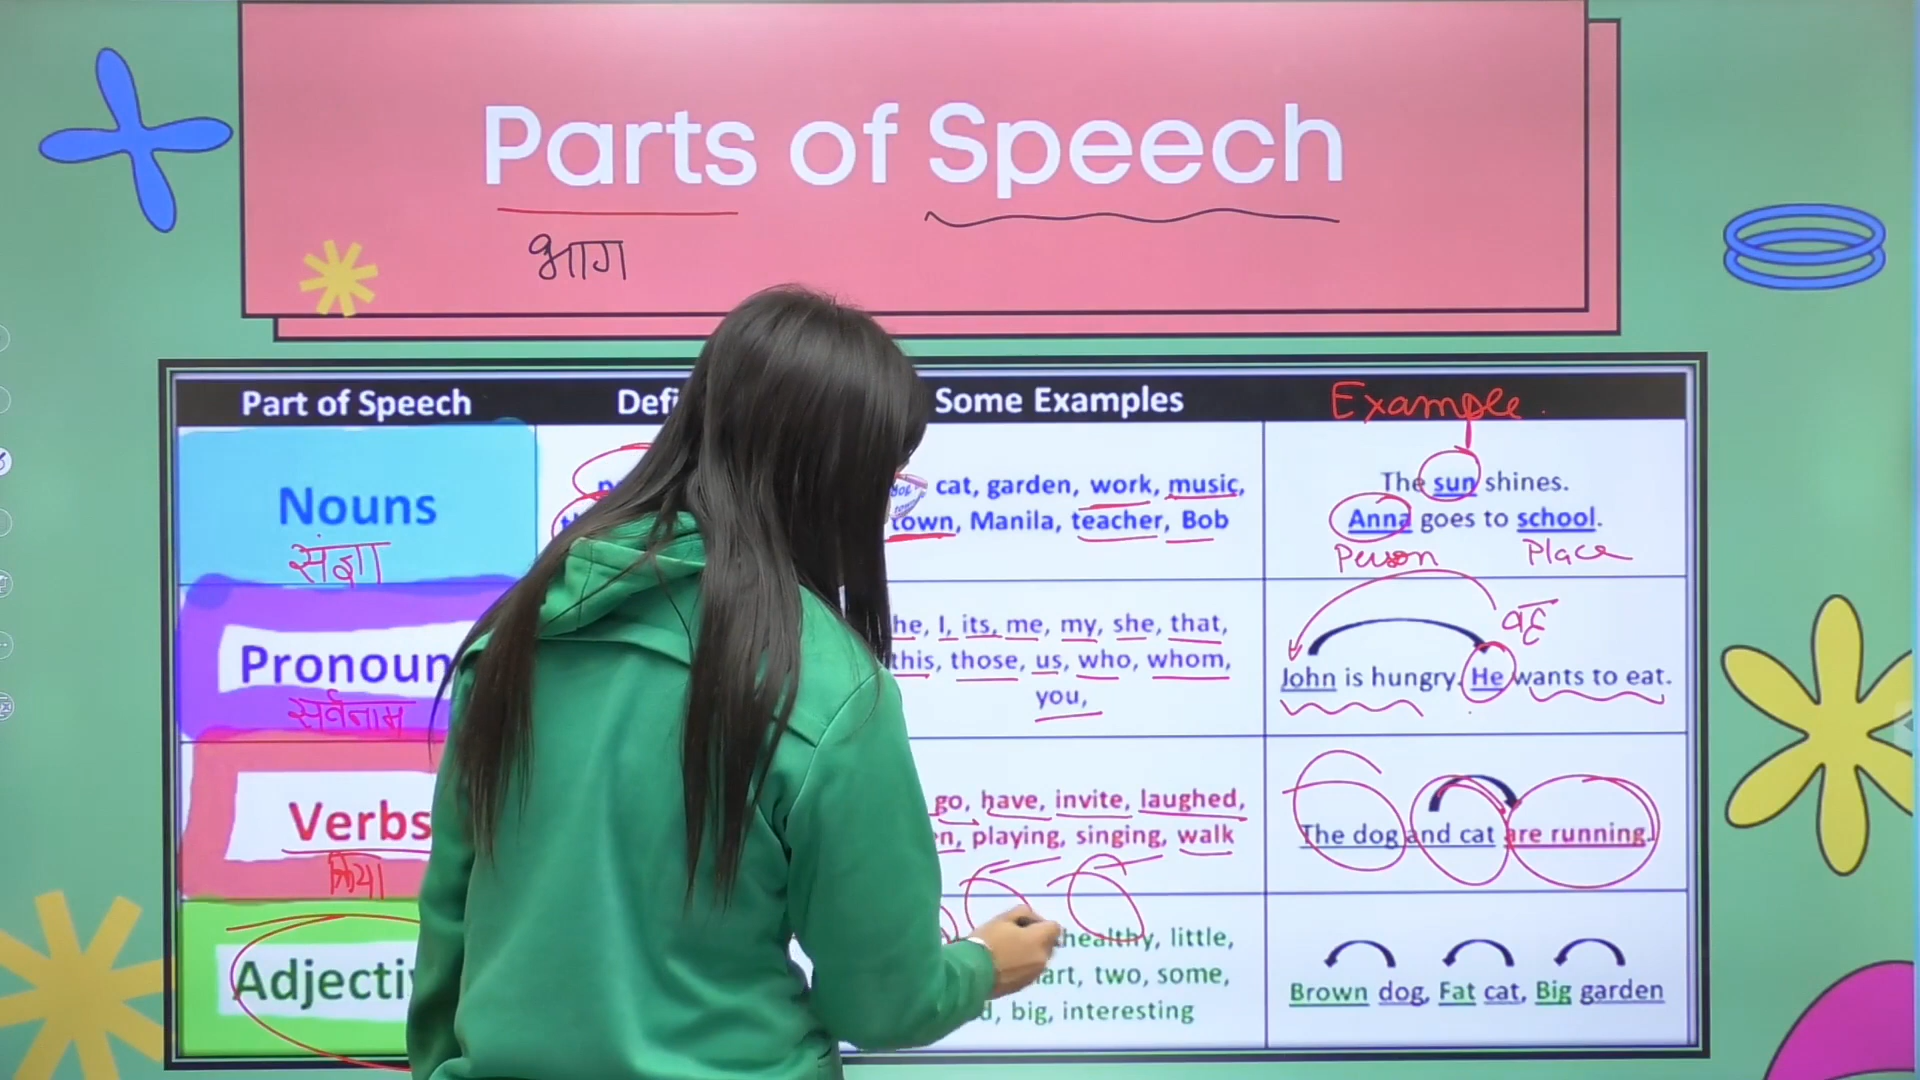 Parts of Speech
भाग
Part of Speech
Some Examples
Example.
Nouns
संज्ञा
cat, garden, work, music,
town, Manila, teacher, Bob
The sun shines.
Anna goes to school.
Person Place
Pronoun
सर्वनाम
he, I, its, me, my, she, that,
this, those, us, who, whom,
you,
वह
John is hungry. He wants to eat.
Verbs
क्रिया
go, have, invite, laughed,
playing, singing, walk
The dog and cat are running.
healthy, little,
two, some,
big, interesting
Brown dog, Fat cat, Big garden